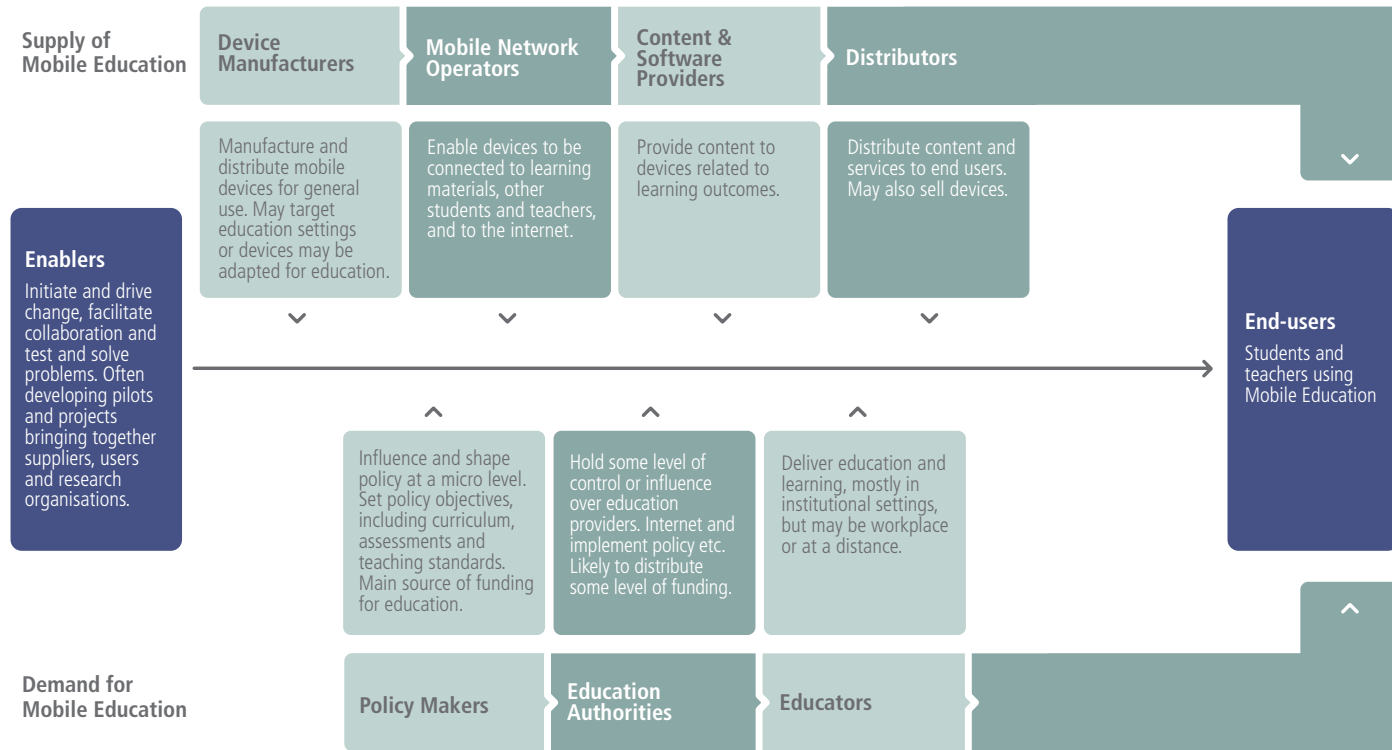 Supply of
Mobile Education
Device
Manufacturers
Mobile Network
Operators
Content &
Software
Providers
Distributors
Manufacture and
distribute mobile
devices for general
use. May target
education settings
or devices may be
adapted for education.
Enable devices to be
connected to learning
materials, other
students and teachers,
and to the internet.
Provide content to
devices related to
learning outcomes.
Distribute content and
services to end users.
May also sell devices.
Enablers
Initiate and drive
change, facilitate
collaboration and
test and solve
problems. Often
developing pilots
and projects
bringing together
suppliers, users
and research
organisations.
End-users
Students and
teachers using
Mobile Education
Influence and shape
policy at a micro level.
Set policy objectives,
including curriculum,
assessments and
teaching standards.
Main source of funding
for education.
Hold some level of
control or influence
over education
providers. Internet and
implement policy etc.
Likely to distribute
some level of funding.
Deliver education and
learning, mostly in
institutional settings,
but may be workplace
or at a distance.
Demand for
Mobile Education
Policy Makers
Education
Authorities
Educators